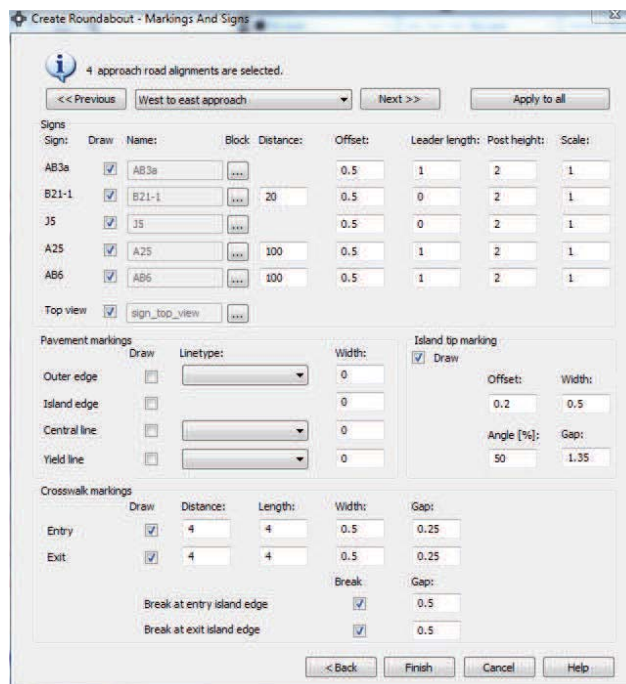 Create Roundabout - Markings And Signs
4 approach road alignments are selected.
<< Previous West to east approach Next >> Apply to all
Signs
Sign: Draw Name: Block Distance: Offset: Leader length: Post height: Scale:
AB3a AB3a ... 0.5 1 2 1
B21-1 B21-1 ... 20 0.5 0 2 1
J5 J5 ... 0.5 0 2 1
A25 A25 ... 100 0.5 1 2 1
AB6 AB6 ... 100 0.5 1 2 1
Top view sign_top_view ...
Pavement markings Island tip marking
Draw Linetype: Width: Draw
Outer edge 0 Offset: Width:
Island edge 0 0.2 0.5
Central line 0 Angle [%]: Gap:
Yield line 0 50 1.35
Crosswalk markings
Draw Distance: Length: Width: Gap:
Entry 4 4 0.5 0.25
Exit 4 4 0.5 0.25
Break Gap:
Break at entry island edge 0.5
Break at exit island edge 0.5
< Back Finish Cancel Help